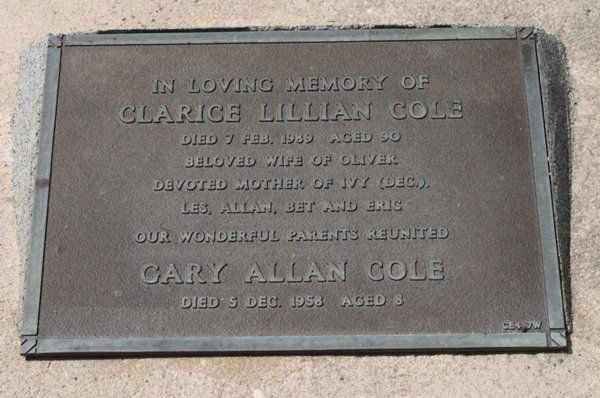 IN LOVING MEMORY OF
CLARICE LILLIAN COLE
DIED 7 FEB. 1989 AGED 90
BELOVED WIFE OF OLIVER
DEVOTED MOTHER OF IVY (DEC.),
LES, ALLAN, BET AND ERIC
OUR WONDERFUL PARENTS REUNITED
GARY ALLAN COLE
DIED 5 DEC. 1958 AGED 8
CE4 JW